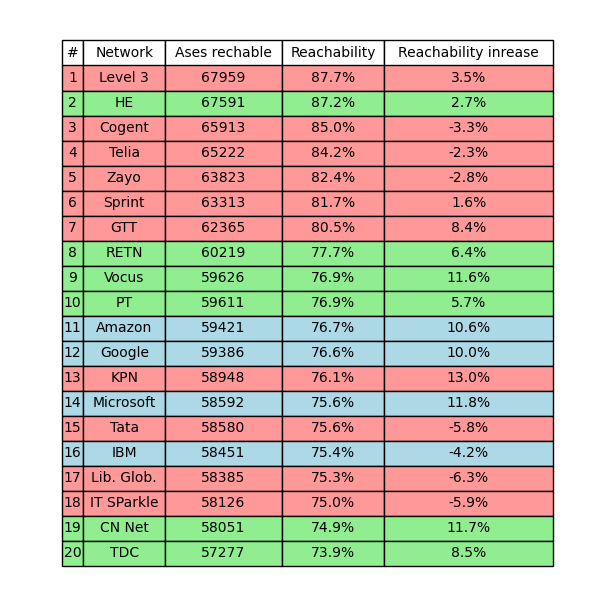 # Network Ases rechable Reachability Reachability inrease
1 Level 3 67959 87.7% 3.5%
2 HE 67591 87.2% 2.7%
3 Cogent 65913 85.0% -3.3%
4 Telia 65222 84.2% -2.3%
5 Zayo 63823 82.4% -2.8%
6 Sprint 63313 81.7% 1.6%
7 GTT 62365 80.5% 8.4%
8 RETN 60219 77.7% 6.4%
9 Vocus 59626 76.9% 11.6%
10 PT 59611 76.9% 5.7%
11 Amazon 59421 76.7% 10.6%
12 Google 59386 76.6% 10.0%
13 KPN 58948 76.1% 13.0%
14 Microsoft 58592 75.6% 11.8%
15 Tata 58580 75.6% -5.8%
16 IBM 58451 75.4% -4.2%
17 Lib. Glob. 58385 75.3% -6.3%
18 IT SParkle 58126 75.0% -5.9%
19 CN Net 58051 74.9% 11.7%
20 TDC 57277 73.9% 8.5%